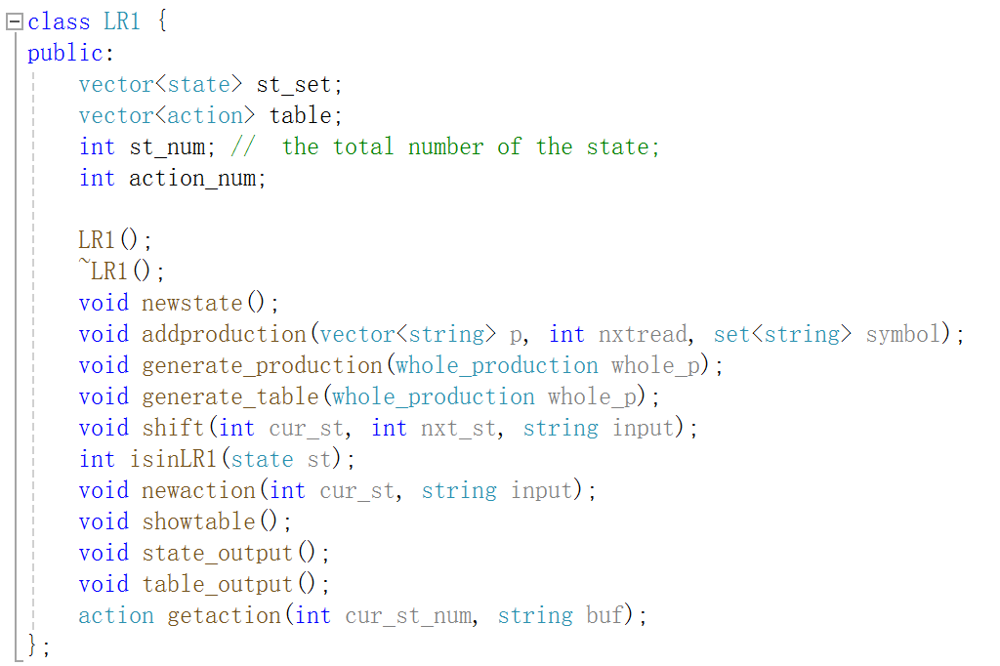 class LR1 {
public:
    vector<state> st_set;
    vector<action> table;
    int st_num; //  the total number of the state;
    int action_num;

    LR1();
    ~LR1();
    void newstate();
    void addproduction(vector<string> p, int nxtread, set<string> symbol);
    void generate_production(whole_production whole_p);
    void generate_table(whole_production whole_p);
    void shift(int cur_st, int nxt_st, string input);
    int isinLR1(state st);
    void newaction(int cur_st, string input);
    void showtable();
    void state_output();
    void table_output();
    action getaction(int cur_st_num, string buf);
};